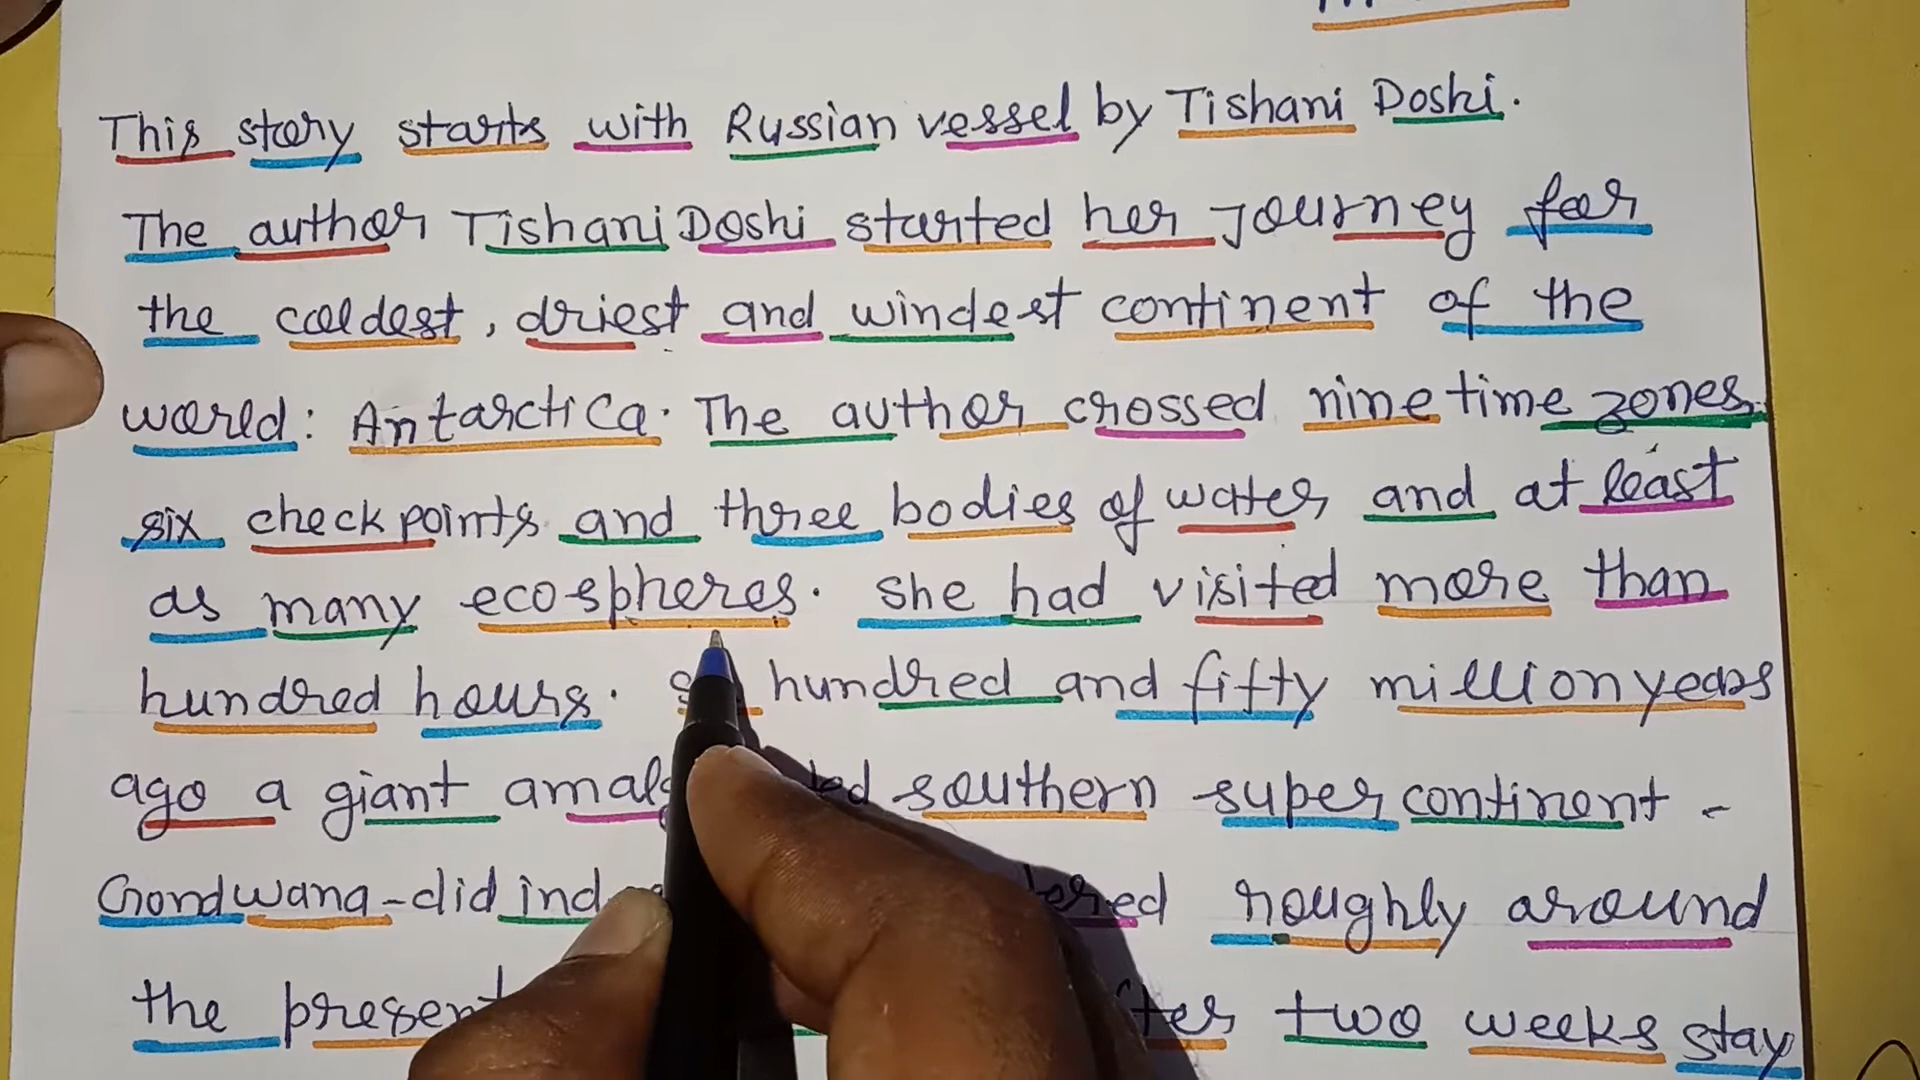 This story starts with Russian vessel by Tishani Doshi.
The author Tishani Doshi started her Journey for
the coldest, driest and windest continent of the
world: Antarctica. The author crossed nine time zones,
six checkpoints and three bodies of water and at least
as many ecospheres. She had visited more than
hundred hours. hundred and fifty million years
ago a giant southern super continent -
Gondwana-did roughly around
the two weeks stay